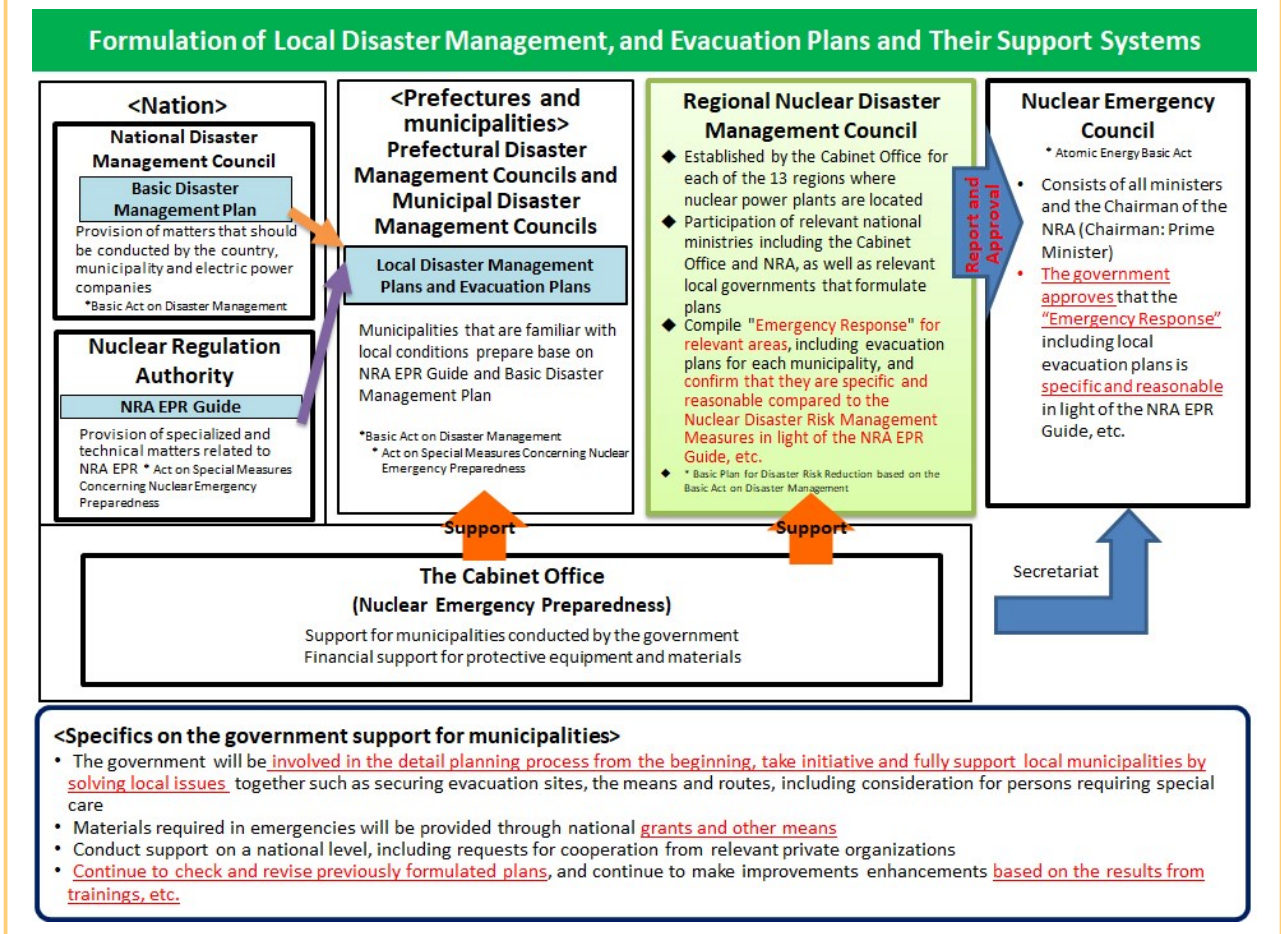 Formulation of Local Disaster Management, and Evacuation Plans and Their Support Systems
<Nation>
National Disaster
Management Council
Basic Disaster
Management Plan
Provision of matters that should
be conducted by the country,
municipality and electric power
companies
*Basic Act on Disaster Management
Nuclear Regulation
Authority
NRA EPR Guide
Provision of specialized and
technical matters related to
NRA EPR * Act on Special Measures
Concerning Nuclear Emergency
Preparedness
<Prefectures and
municipalities>
Prefectural Disaster
Management Councils and
Municipal Disaster
Management Councils
Local Disaster Management
Plans and Evacuation Plans
Municipalities that are familiar with
local conditions prepare base on
NRA EPR Guide and Basic Disaster
Management Plan
*Basic Act on Disaster Management
* Act on Special Measures Concerning Nuclear
Emergency Preparedness
Regional Nuclear Disaster
Management Council
◆ Established by the Cabinet Office for
each of the 13 regions where
nuclear power plants are located
◆ Participation of relevant national
ministries including the Cabinet
Office and NRA, as well as relevant
local governments that formulate
plans
◆ Compile "Emergency Response" for
relevant areas, including evacuation
plans for each municipality, and
confirm that they are specific and
reasonable compared to the
Nuclear Disaster Risk Management
Measures in light of the NRA EPR
Guide, etc.
◆ * Basic Plan for Disaster Risk Reduction based on the
Basic Act on Disaster Management
Report and
Approval
Nuclear Emergency
Council
* Atomic Energy Basic Act
• Consists of all ministers
and the Chairman of the
NRA (Chairman: Prime
Minister)
• The government
approves that the
“Emergency Response”
including local
evacuation plans is
specific and reasonable
in light of the NRA EPR
Guide, etc.
Support
Support
The Cabinet Office
(Nuclear Emergency Preparedness)
Support for municipalities conducted by the government
Financial support for protective equipment and materials
Secretariat
<Specifics on the government support for municipalities>
• The government will be involved in the detail planning process from the beginning, take initiative and fully support local municipalities by
solving local issues together such as securing evacuation sites, the means and routes, including consideration for persons requiring special
care
• Materials required in emergencies will be provided through national grants and other means
• Conduct support on a national level, including requests for cooperation from relevant private organizations
• Continue to check and revise previously formulated plans, and continue to make improvements enhancements based on the results from
trainings, etc.